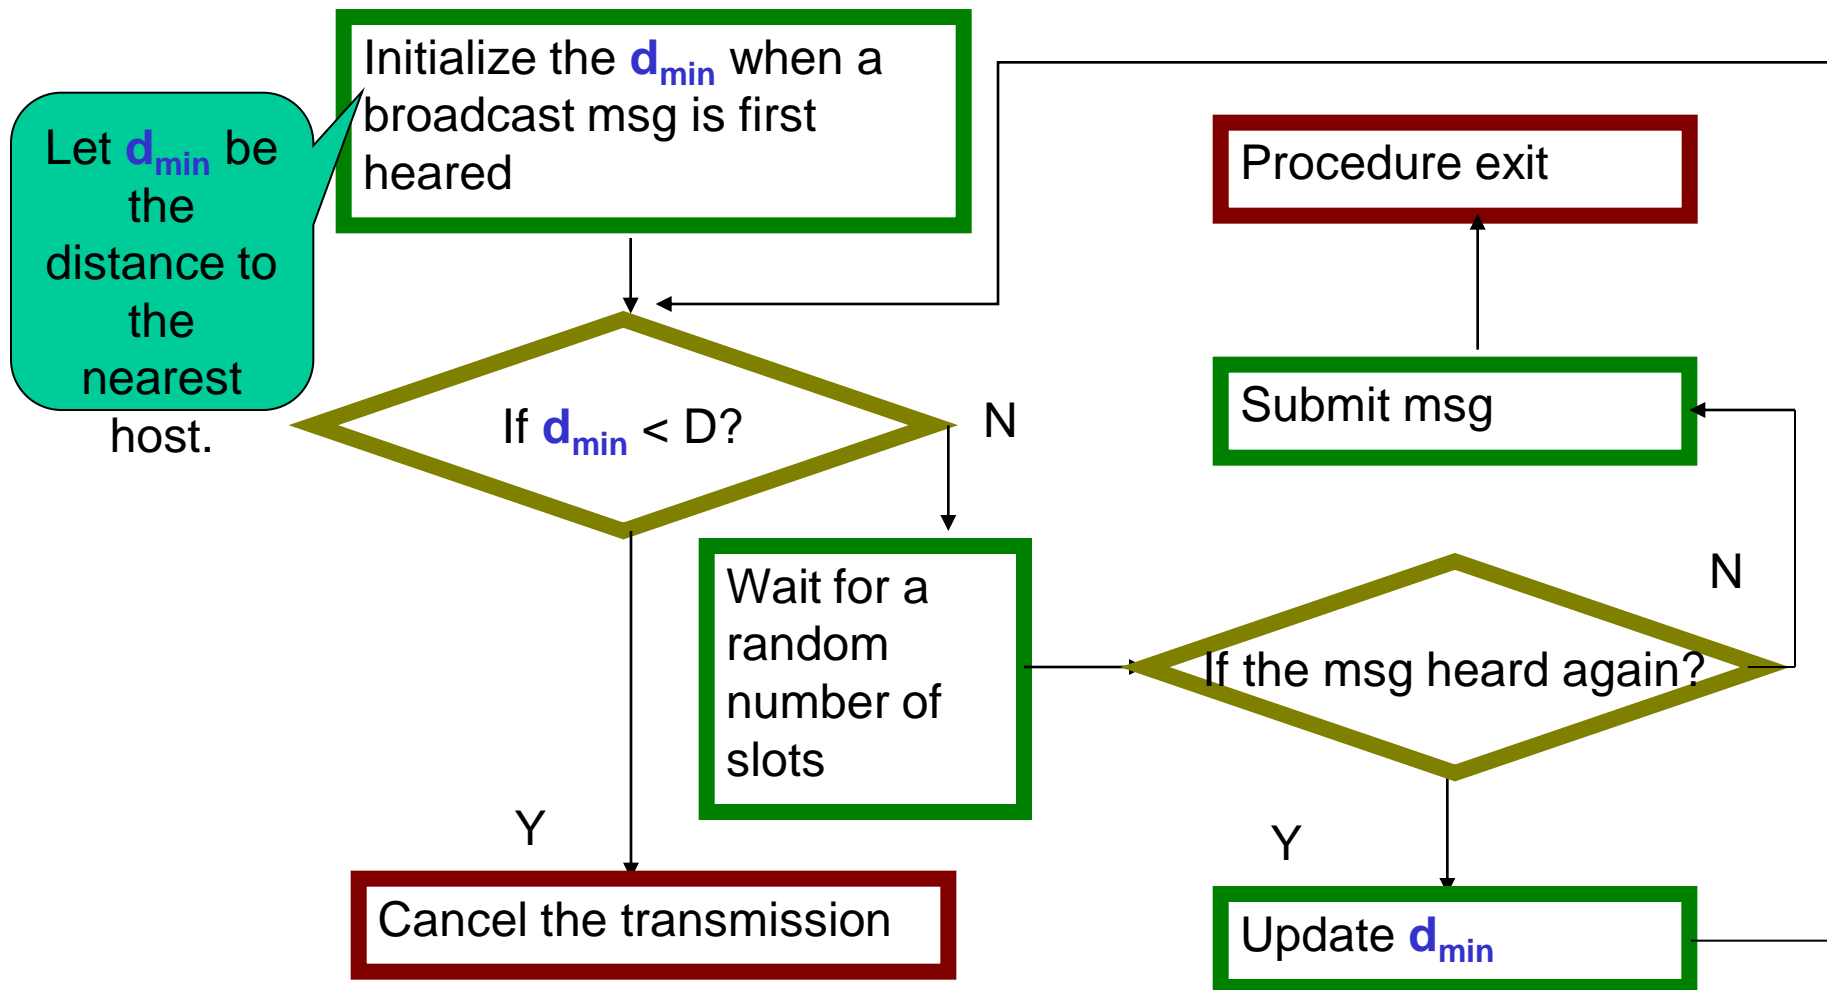 Initialize the dmin when a
broadcast msg is first
heared
Let dmin be
the
distance to
the
nearest
host.
Procedure exit
If dmin < D?
N
Submit msg
Wait for a
random
number of
slots
If the msg heard again?
N
Y
Y
Cancel the transmission
Update dmin